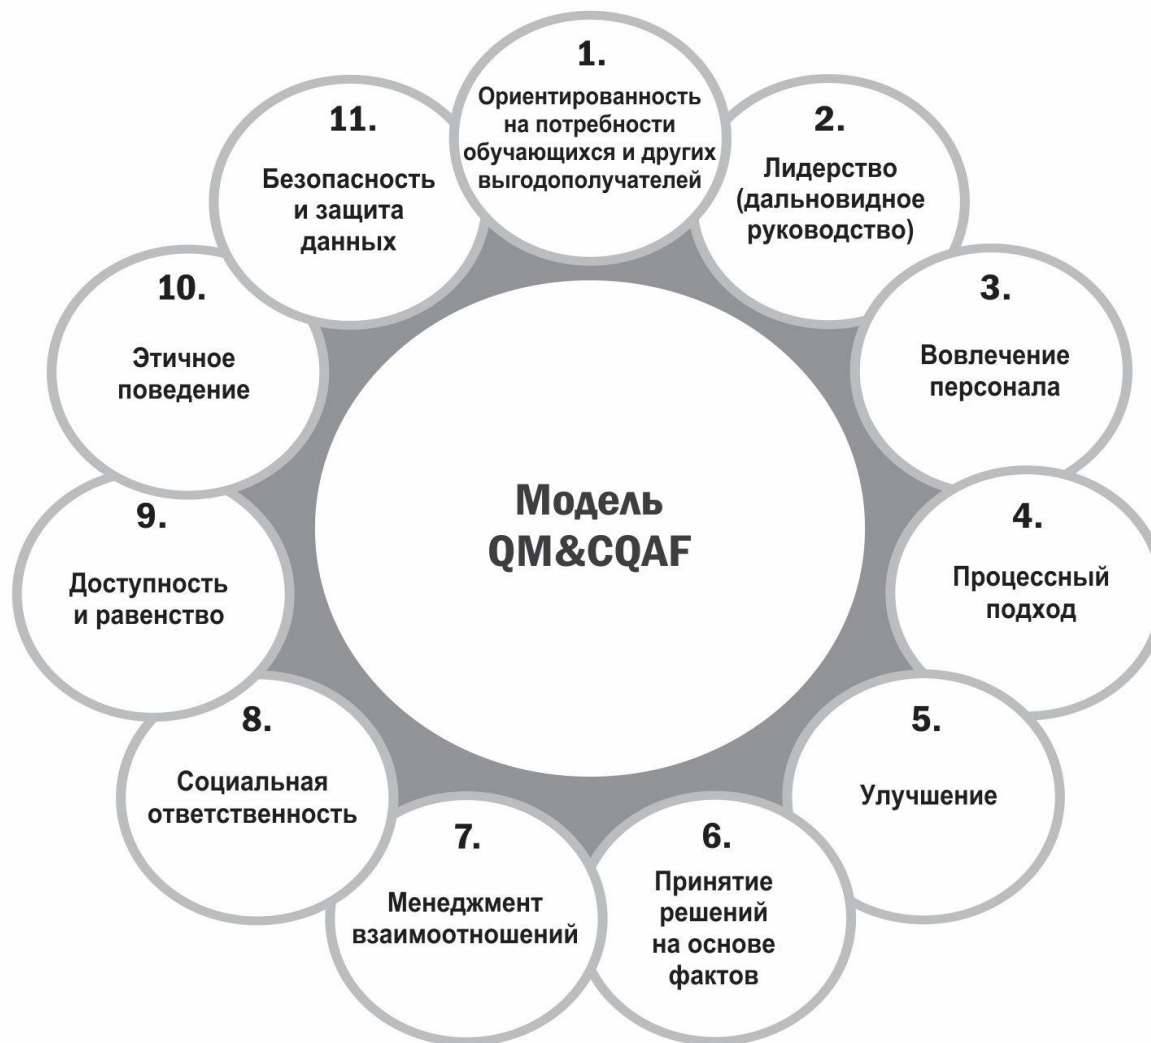 1.
Ориентированность
на потребности
обучающихся и других
выгодополучателей
2.
Лидерство
(дальновидное
руководство)
3.
Вовлечение
персонала
4.
Процессный
подход
5.
Улучшение
6.
Принятие
решений
на основе
фактов
7.
Менеджмент
взаимоотношений
8.
Социальная
ответственность
9.
Доступность
и равенство
10.
Этичное
поведение
11.
Безопасность
и защита
данных
Модель
QM&CQAF